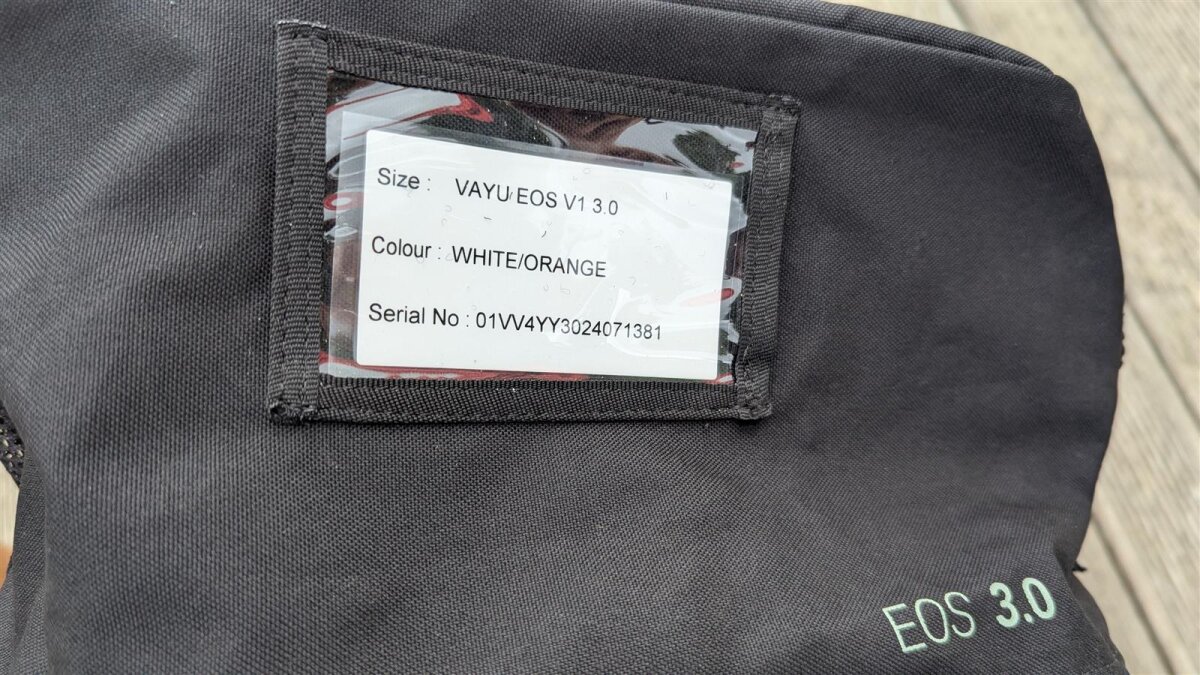 Size : VAYU EOS V1 3.0
Colour : WHITE/ORANGE
Serial No : 01VV4YY3024071381
EOS 3.0